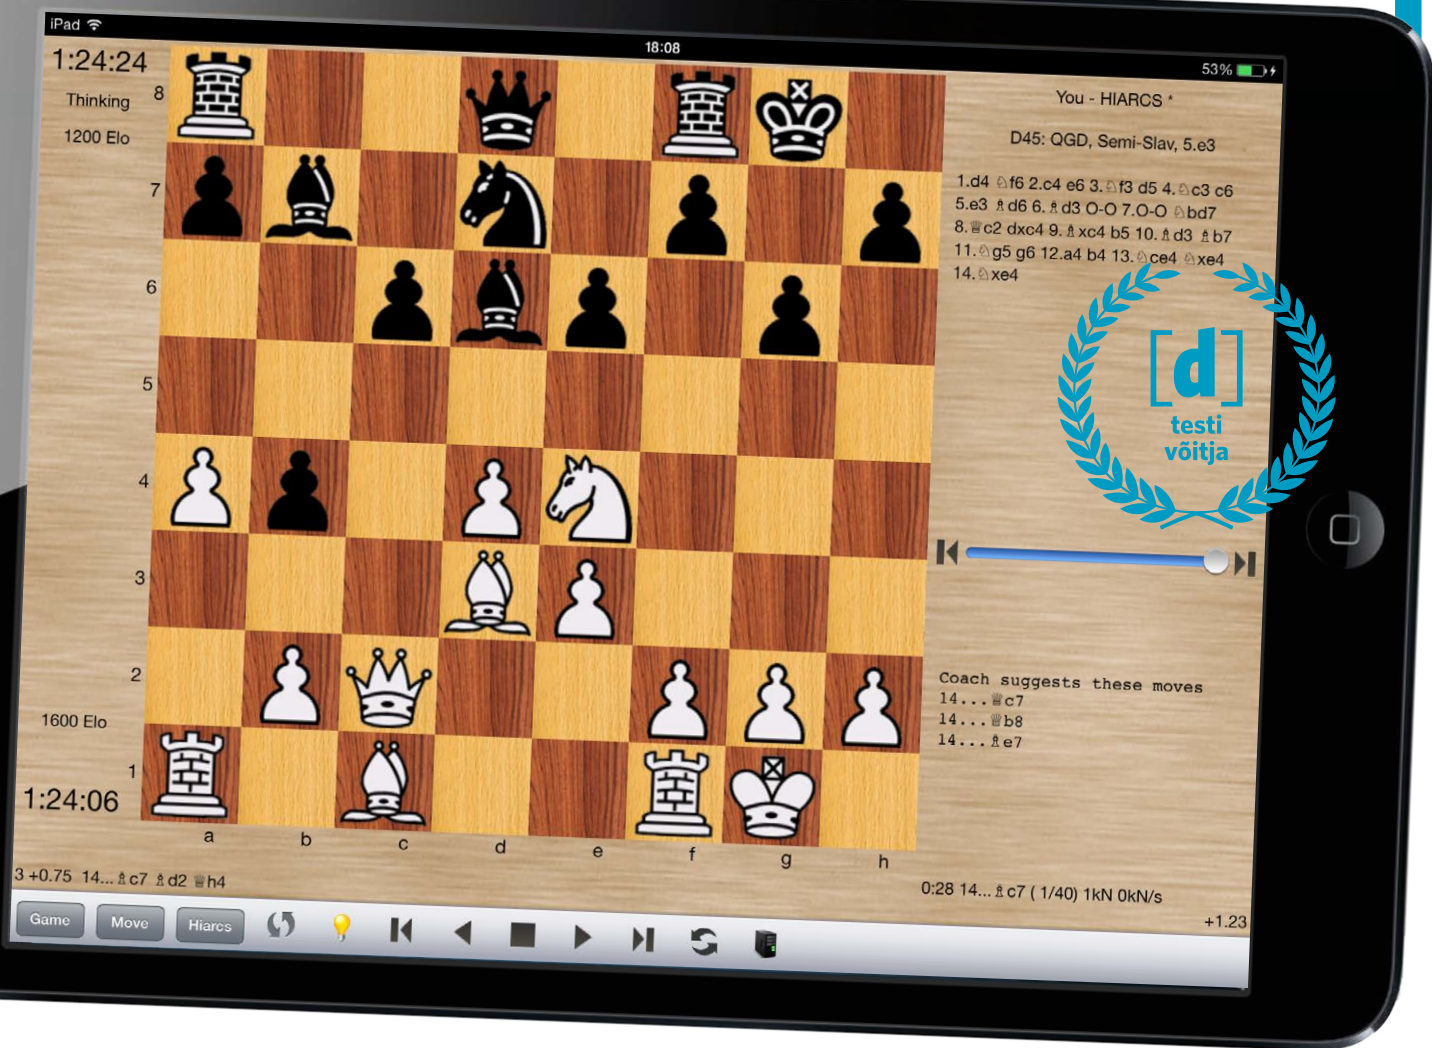 iPad
18:08
53%
1:24:24
Thinking
1200 Elo
8
7
6
5
4
3
2
1
1600 Elo
1:24:06
a b c d e f g h
You - HIARCS *
D45: QGD, Semi-Slav, 5.e3
1.d4 ♘f6 2.c4 e6 3.♘f3 d5 4.♘c3 c6
5.e3 ♗d6 6.♗d3 O-O 7.O-O ♘bd7
8.♕c2 dxc4 9.♗xc4 b5 10.♗d3 ♗b7
11.♘g5 g6 12.a4 b4 13.♘ce4 ♘xe4
14.♘xe4
[d]
testi
võitja
Coach suggests these moves
14...♕c7
14...♕b8
14...♗e7
3 +0.75 14...♗c7 ♗d2 ♕h4
0:28 14...♗c7 ( 1/40) 1kN 0kN/s
+1.23
Game
Move
Hiarcs